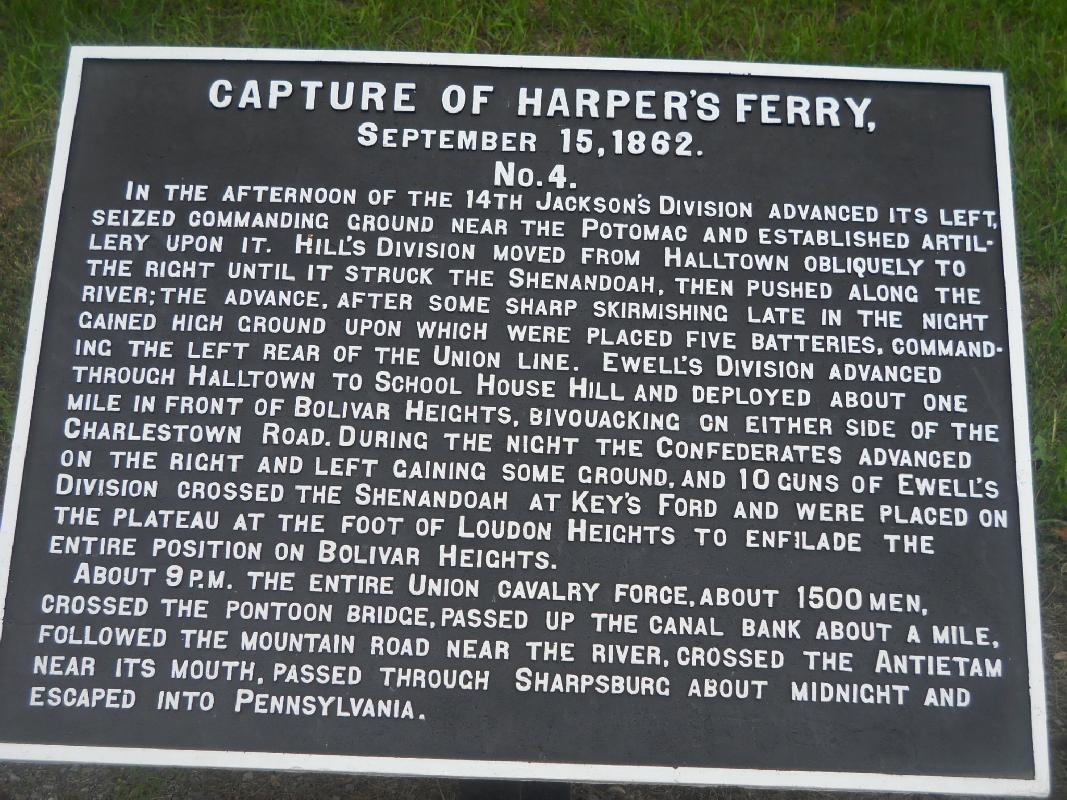 CAPTURE OF HARPER'S FERRY,
SEPTEMBER 15, 1862.
No. 4.
IN THE AFTERNOON OF THE 14TH JACKSON'S DIVISION ADVANCED ITS LEFT,
SEIZED COMMANDING GROUND NEAR THE POTOMAC AND ESTABLISHED ARTIL-
LERY UPON IT. HILL'S DIVISION MOVED FROM HALLTOWN OBLIQUELY TO
THE RIGHT UNTIL IT STRUCK THE SHENANDOAH, THEN PUSHED ALONG THE
RIVER; THE ADVANCE, AFTER SOME SHARP SKIRMISHING LATE IN THE NIGHT
GAINED HIGH GROUND UPON WHICH WERE PLACED FIVE BATTERIES, COMMAND-
ING THE LEFT REAR OF THE UNION LINE. EWELL'S DIVISION ADVANCED
THROUGH HALLTOWN TO SCHOOL HOUSE HILL AND DEPLOYED ABOUT ONE
MILE IN FRONT OF BOLIVAR HEIGHTS, BIVOUACKING ON EITHER SIDE OF THE
CHARLESTOWN ROAD. DURING THE NIGHT THE CONFEDERATES ADVANCED
ON THE RIGHT AND LEFT GAINING SOME GROUND, AND 10 GUNS OF EWELL'S
DIVISION CROSSED THE SHENANDOAH AT KEY'S FORD AND WERE PLACED ON
THE PLATEAU AT THE FOOT OF LOUDON HEIGHTS TO ENFILADE THE
ENTIRE POSITION ON BOLIVAR HEIGHTS.
ABOUT 9 P.M. THE ENTIRE UNION CAVALRY FORCE, ABOUT 1500 MEN,
CROSSED THE PONTOON BRIDGE, PASSED UP THE CANAL BANK ABOUT A MILE,
FOLLOWED THE MOUNTAIN ROAD NEAR THE RIVER, CROSSED THE ANTIETAM
NEAR ITS MOUTH, PASSED THROUGH SHARPSBURG ABOUT MIDNIGHT AND
ESCAPED INTO PENNSYLVANIA.